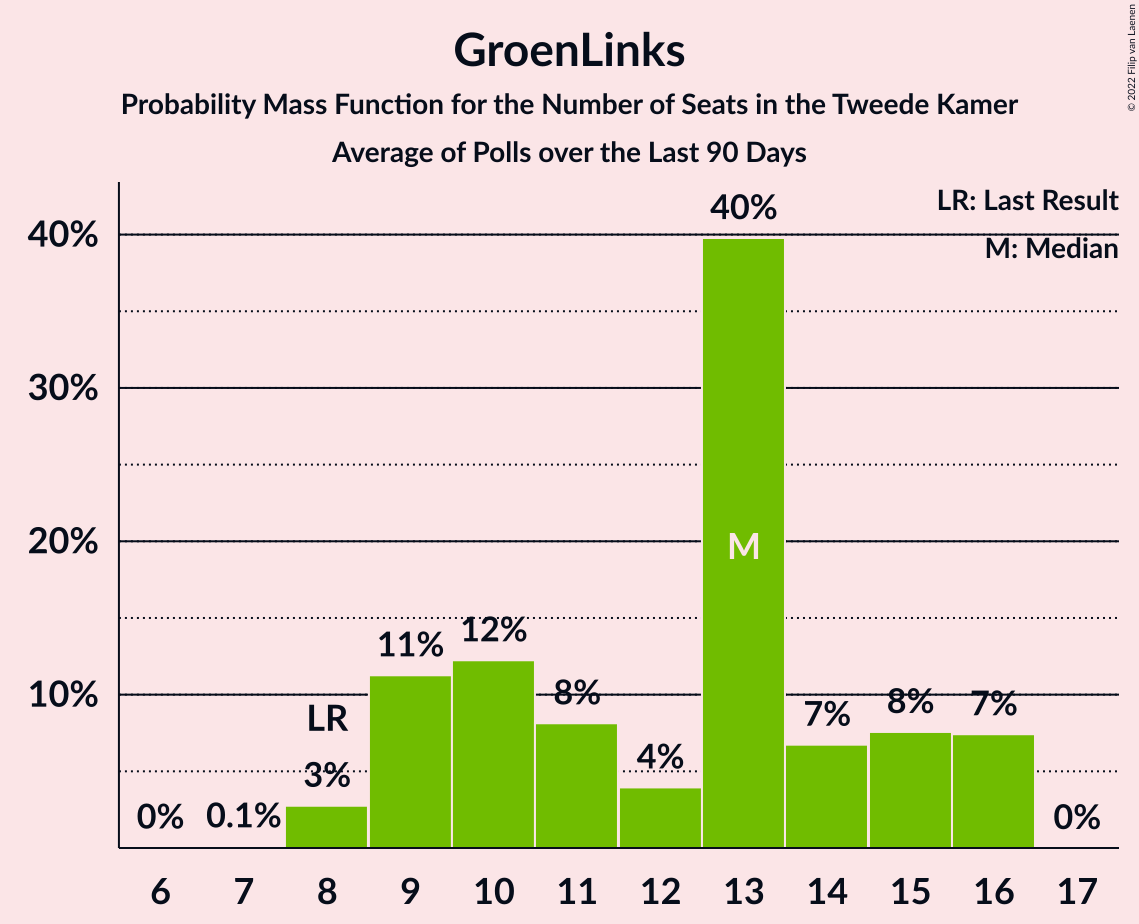 GroenLinks
Probability Mass Function for the Number of Seats in the Tweede Kamer
Average of Polls over the Last 90 Days
© 2022 Filip van Laenen
LR: Last Result
M: Median
40%
30%
20%
10%
0%
0.1%
LR
3%
11%
12%
8%
4%
40%
M
7%
8%
7%
0%
6 7 8 9 10 11 12 13 14 15 16 17